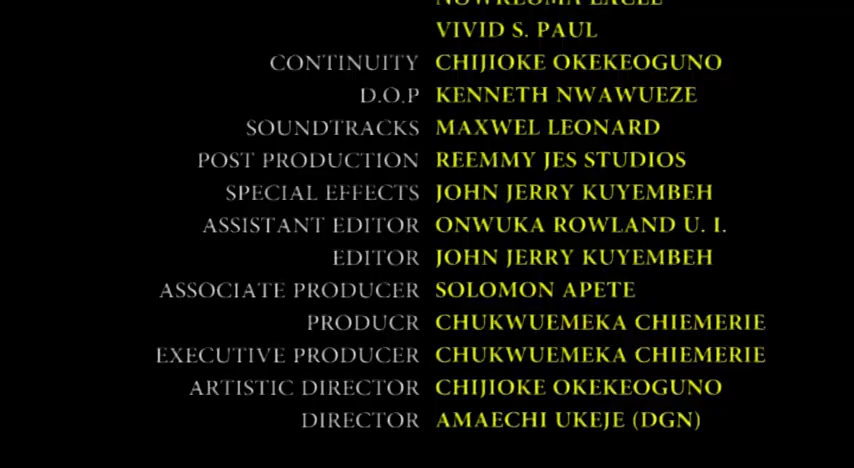 VIVID S. PAUL
CONTINUITY CHIJIOKE OKEKEOGUNO
D.O.P KENNETH NWAWUEZE
SOUNDTRACKS MAXWEL LEONARD
POST PRODUCTION REEMMY JES STUDIOS
SPECIAL EFFECTS JOHN JERRY KUYEMBEH
ASSISTANT EDITOR ONWUKA ROWLAND U. I.
EDITOR JOHN JERRY KUYEMBEH
ASSOCIATE PRODUCER SOLOMON APETE
PRODUCR CHUKWUEMEKA CHIEMERIE
EXECUTIVE PRODUCER CHUKWUEMEKA CHIEMERIE
ARTISTIC DIRECTOR CHIJIOKE OKEKEOGUNO
DIRECTOR AMAECHI UKEJE (DGN)